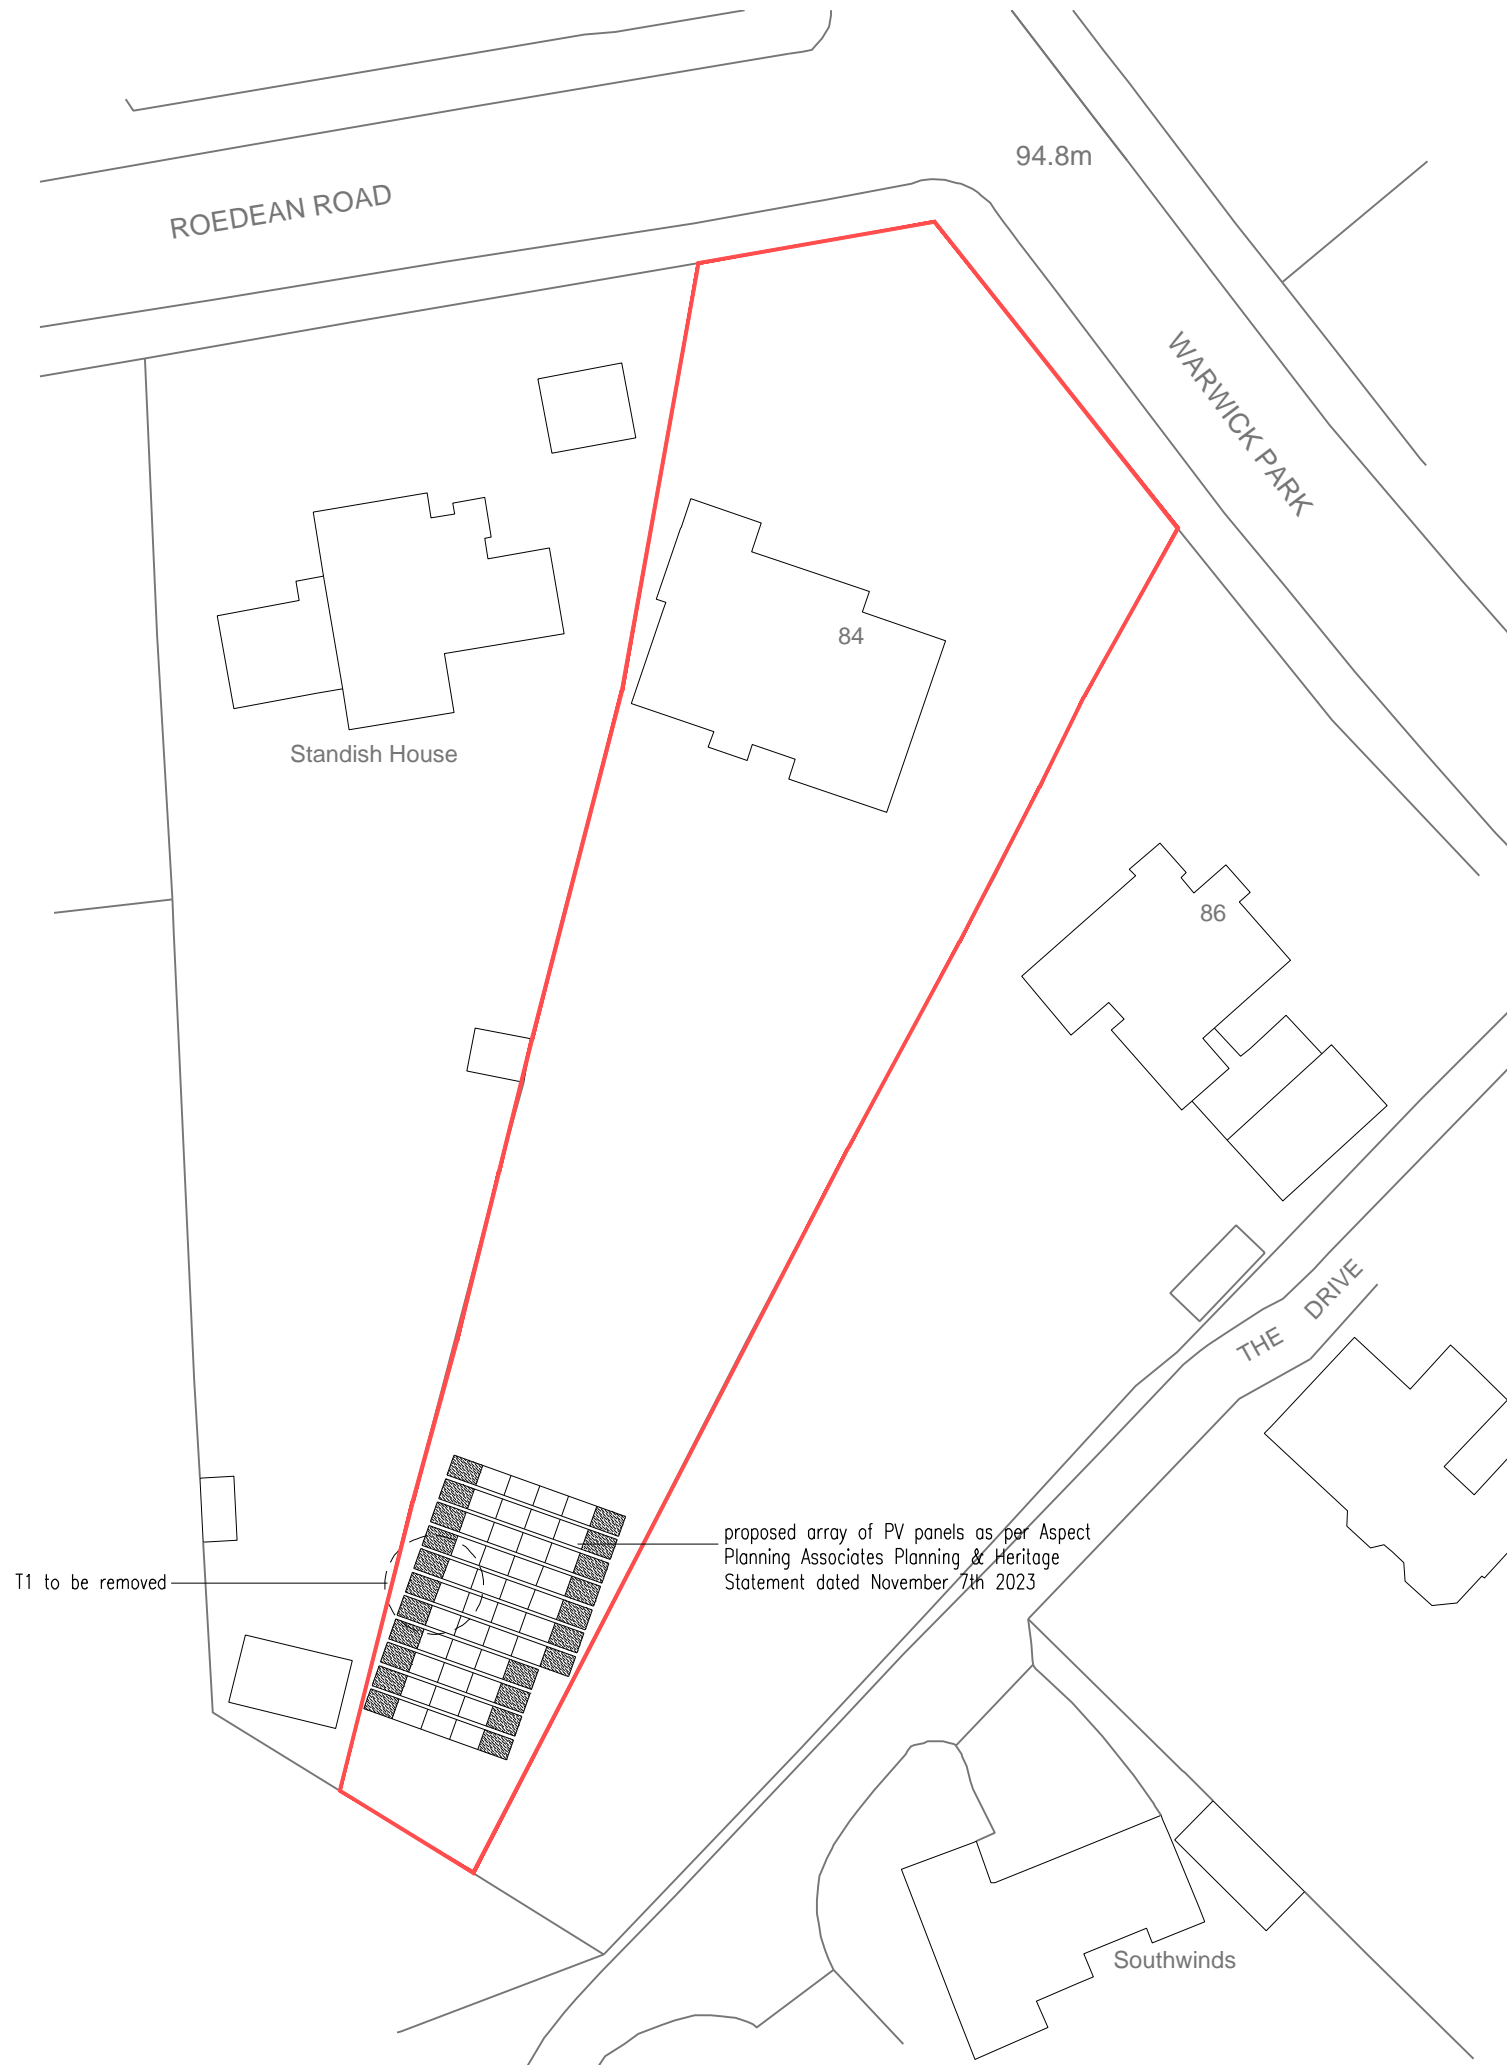 94.8m
ROEDEAN ROAD
WARWICK PARK
84
Standish House
86
THE DRIVE
proposed array of PV panels as per Aspect
Planning Associates Planning & Heritage
Statement dated November 7th 2023
T1 to be removed
Southwinds